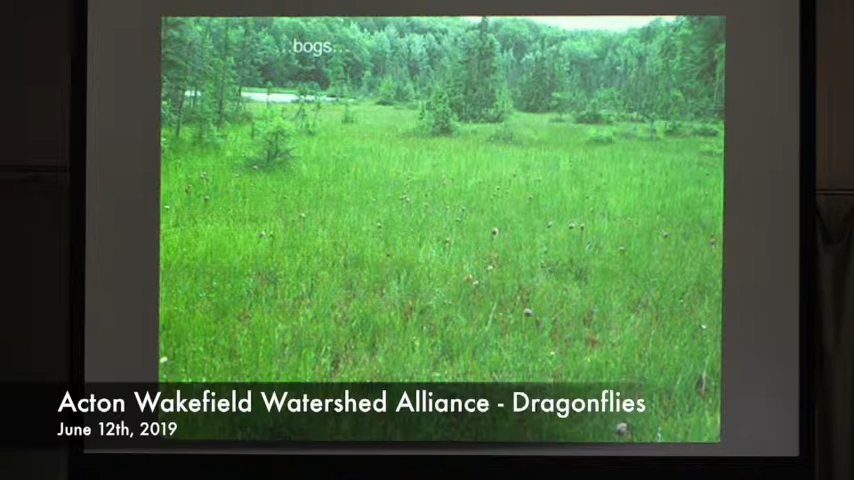 ...bogs...
Acton Wakefield Watershed Alliance - Dragonflies
June 12th, 2019